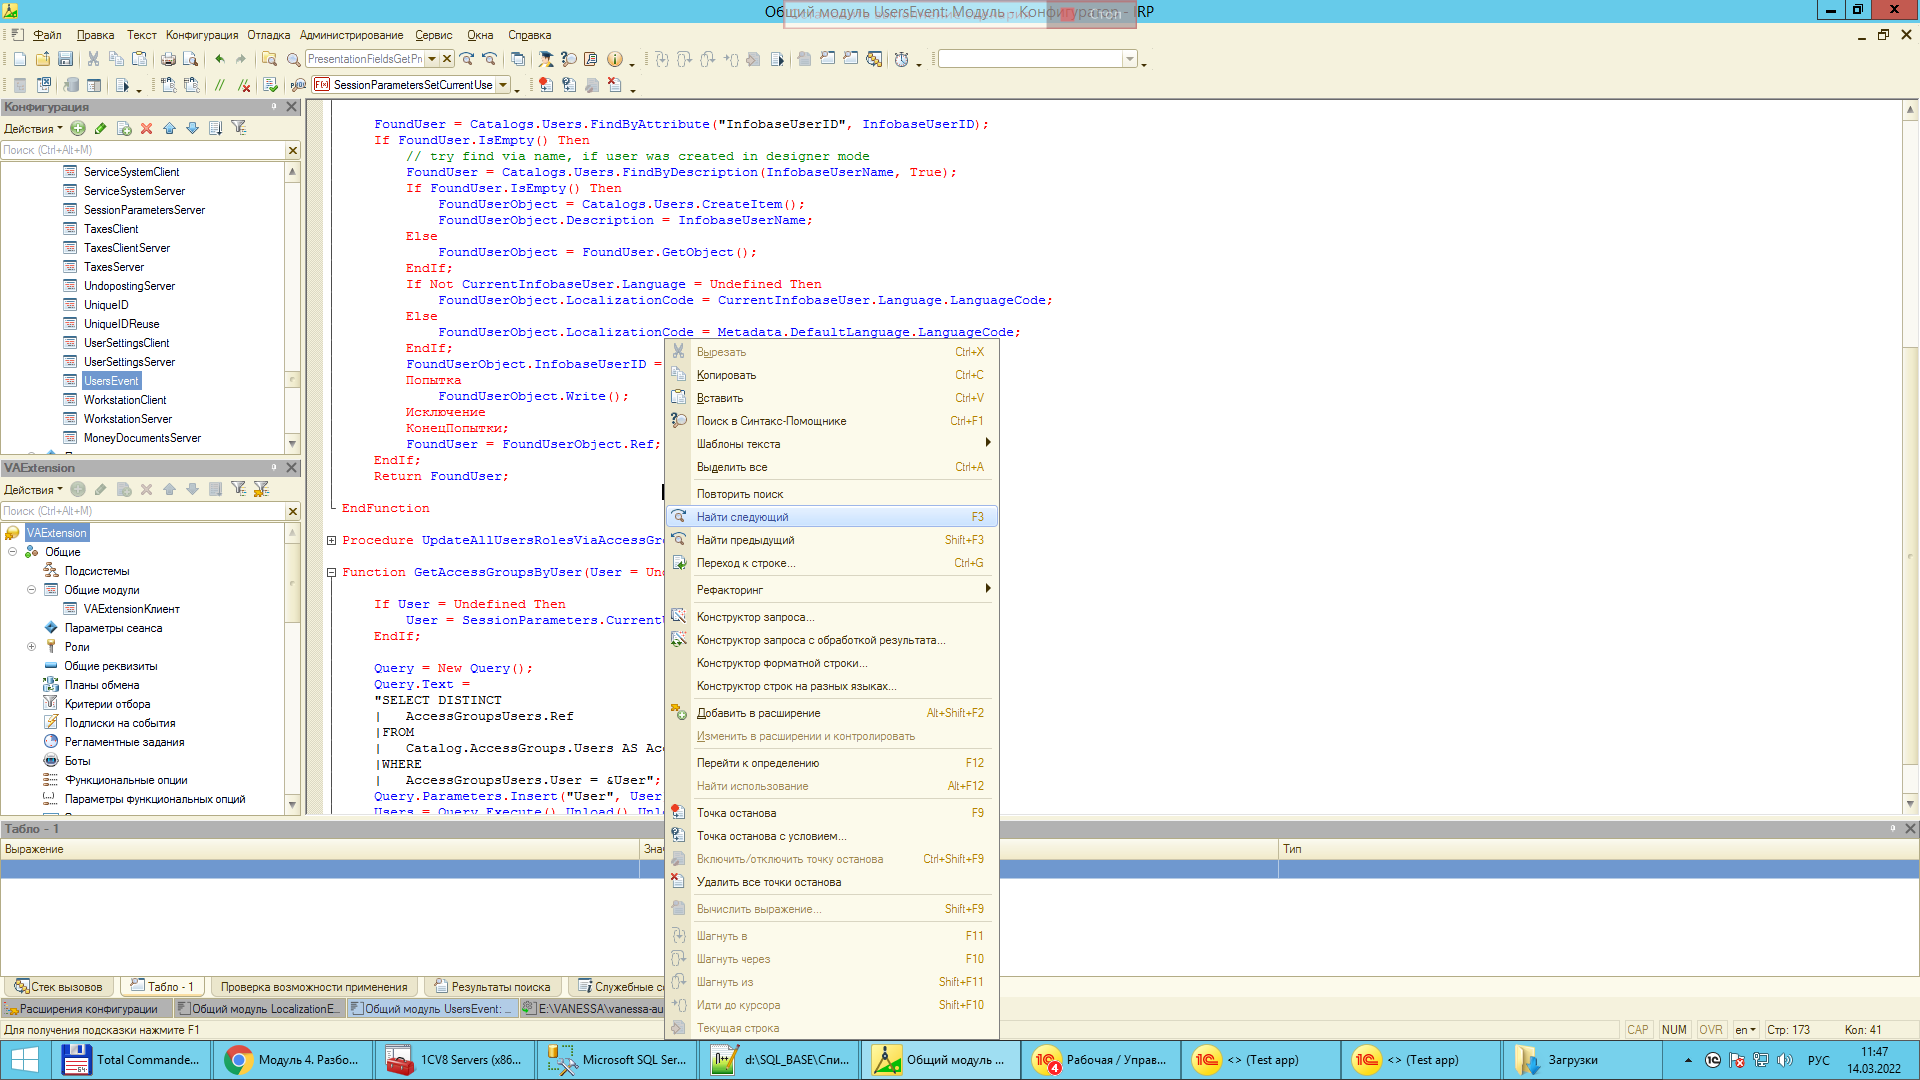 Общий модуль UsersEvent: Модуль - Конфигуратор - IRP
Стоп
Файл Правка Текст Конфигурация Отладка Администрирование Сервис Окна Справка
PresentationFieldsGetPr
SessionParametersSetCurrentUse
Конфигурация
Действия
Поиск (Ctrl+Alt+M)
ServiceSystemClient
ServiceSystemServer
SessionParametersServer
TaxesClient
TaxesClientServer
TaxesServer
UndopostingServer
UniqueID
UniqueIDReuse
UserSettingsClient
UserSettingsServer
UsersEvent
WorkstationClient
WorkstationServer
MoneyDocumentsServer
VAExtension
Действия
Поиск (Ctrl+Alt+M)
VAExtension
Общие
Подсистемы
Общие модули
VAExtensionКлиент
Параметры сеанса
Роли
Общие реквизиты
Планы обмена
Критерии отбора
Подписки на события
Регламентные задания
Боты
Функциональные опции
Параметры функциональных опций
FoundUser = Catalogs.Users.FindByAttribute("InfobaseUserID", InfobaseUserID);
If FoundUser.IsEmpty() Then
// try find via name, if user was created in designer mode
FoundUser = Catalogs.Users.FindByDescription(InfobaseUserName, True);
If FoundUser.IsEmpty() Then
FoundUserObject = Catalogs.Users.CreateItem();
FoundUserObject.Description = InfobaseUserName;
Else
FoundUserObject = FoundUser.GetObject();
EndIf;
If Not CurrentInfobaseUser.Language = Undefined Then
FoundUserObject.LocalizationCode = CurrentInfobaseUser.Language.LanguageCode;
Else
FoundUserObject.LocalizationCode = Metadata.DefaultLanguage.LanguageCode;
EndIf;
FoundUserObject.InfobaseUserID =
Попытка
FoundUserObject.Write();
Исключение
КонецПопытки;
FoundUser = FoundUserObject.Ref;
EndIf;
Return FoundUser;
EndFunction
Procedure UpdateAllUsersRolesViaAccessGr
Function GetAccessGroupsByUser(User = Un
If User = Undefined Then
User = SessionParameters.Current
EndIf;
Query = New Query();
Query.Text =
"SELECT DISTINCT
| AccessGroupsUsers.Ref
|FROM
| Catalog.AccessGroups.Users AS Acc
|WHERE
| AccessGroupsUsers.User = &User";
Query.Parameters.Insert("User", User
Users = Query.Execute().Unload().Unl
Вырезать Ctrl+X
Копировать Ctrl+C
Вставить Ctrl+V
Поиск в Синтакс-Помощнике Ctrl+F1
Шаблоны текста
Выделить все Ctrl+A
Повторить поиск
Найти следующий F3
Найти предыдущий Shift+F3
Переход к строке... Ctrl+G
Рефакторинг
Конструктор запроса...
Конструктор запроса с обработкой результата...
Конструктор форматной строки...
Конструктор строк на разных языках...
Добавить в расширение Alt+Shift+F2
Изменить в расширении и контролировать
Перейти к определению F12
Найти использование Alt+F12
Точка останова F9
Точка останова с условием...
Включить/отключить точку останова Ctrl+Shift+F9
Удалить все точки останова
Вычислить выражение... Shift+F9
Шагнуть в F11
Шагнуть через F10
Шагнуть из Shift+F11
Идти до курсора Shift+F10
Текущая строка
Табло - 1
Выражение Знач Тип
Стек вызовов Табло - 1 Проверка возможности применения Результаты поиска Служебные со
Расширения конфигурации Общий модуль LocalizationE... Общий модуль UsersEvent: ... E:\VANESSA\vanessa-au
Для получения подсказки нажмите F1 CAP NUM OVR en Стр: 173 Кол: 41
Total Commande... Модуль 4. Разбо... 1CV8 Servers (x86... Microsoft SQL Ser... d:\SQL_BASE\Спи... Общий модуль ... Рабочая / Управ... <> (Test app) <> (Test app) Загрузки РУС 11:47
14.03.2022